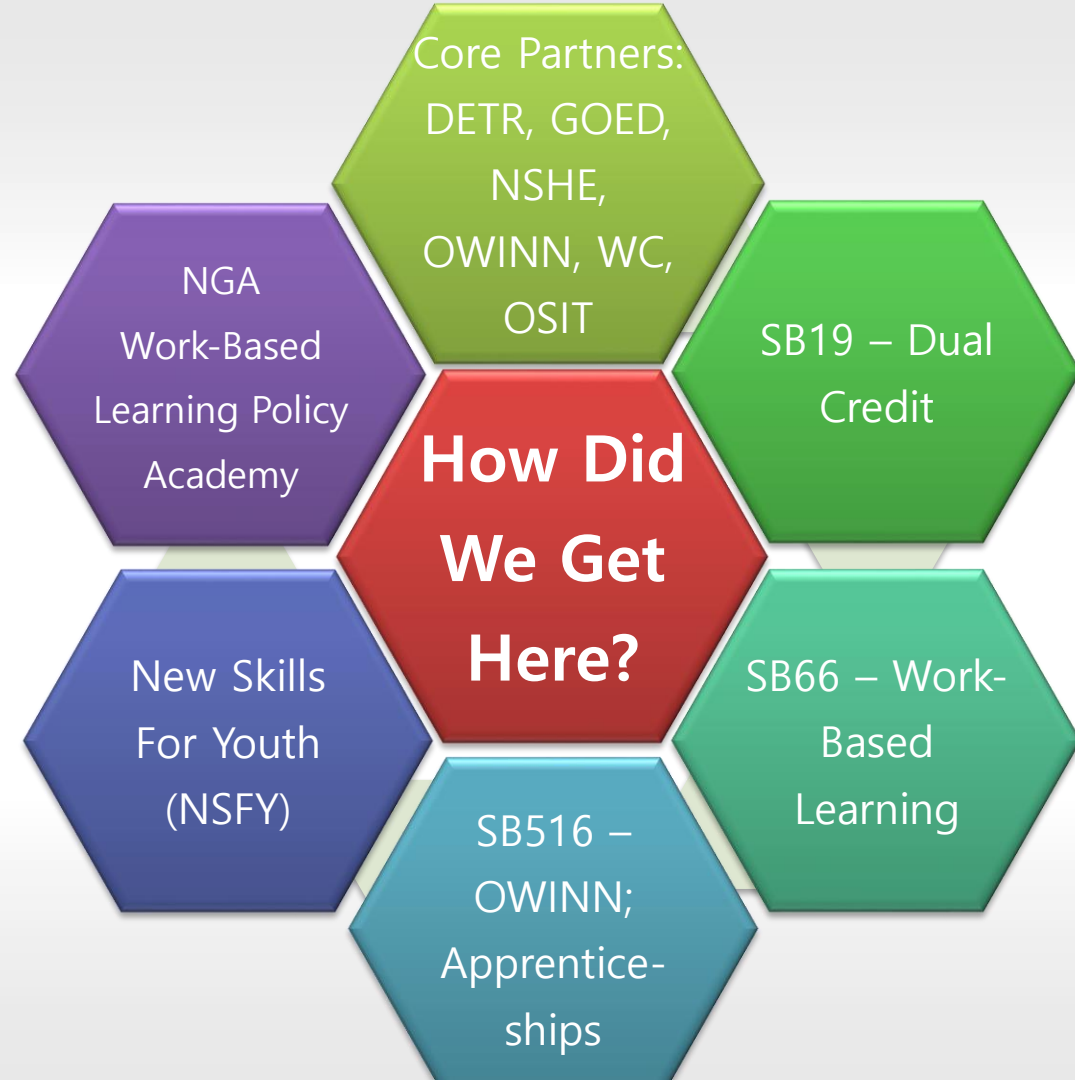 Core Partners:
DETR, GOED,
NSHE,
OWINN, WC,
OSIT
SB19 – Dual
Credit
SB66 – Work-
Based
Learning
SB516 –
OWINN;
Apprentice-
ships
New Skills
For Youth
(NSFY)
NGA
Work-Based
Learning Policy
Academy
How Did
We Get
Here?